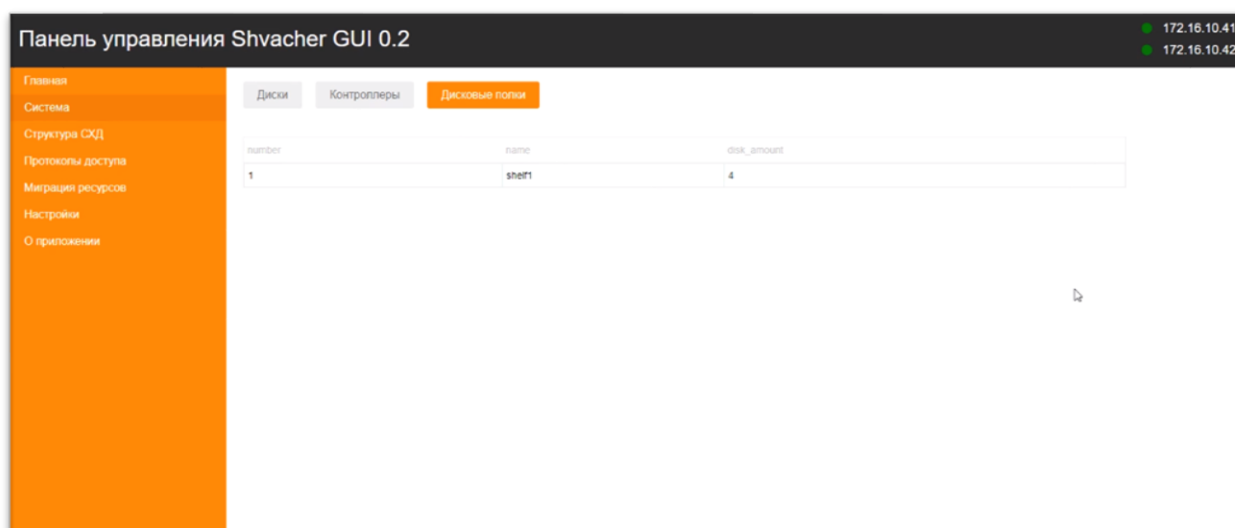 Панель управления Shvacher GUI 0.2
172.16.10.41
172.16.10.42
Главная
Система
Структура СХД
Протоколы доступа
Миграция ресурсов
Настройки
О приложении
Диски Контроллеры Дисковые полки
number name disk_amount
1 shelf1 4